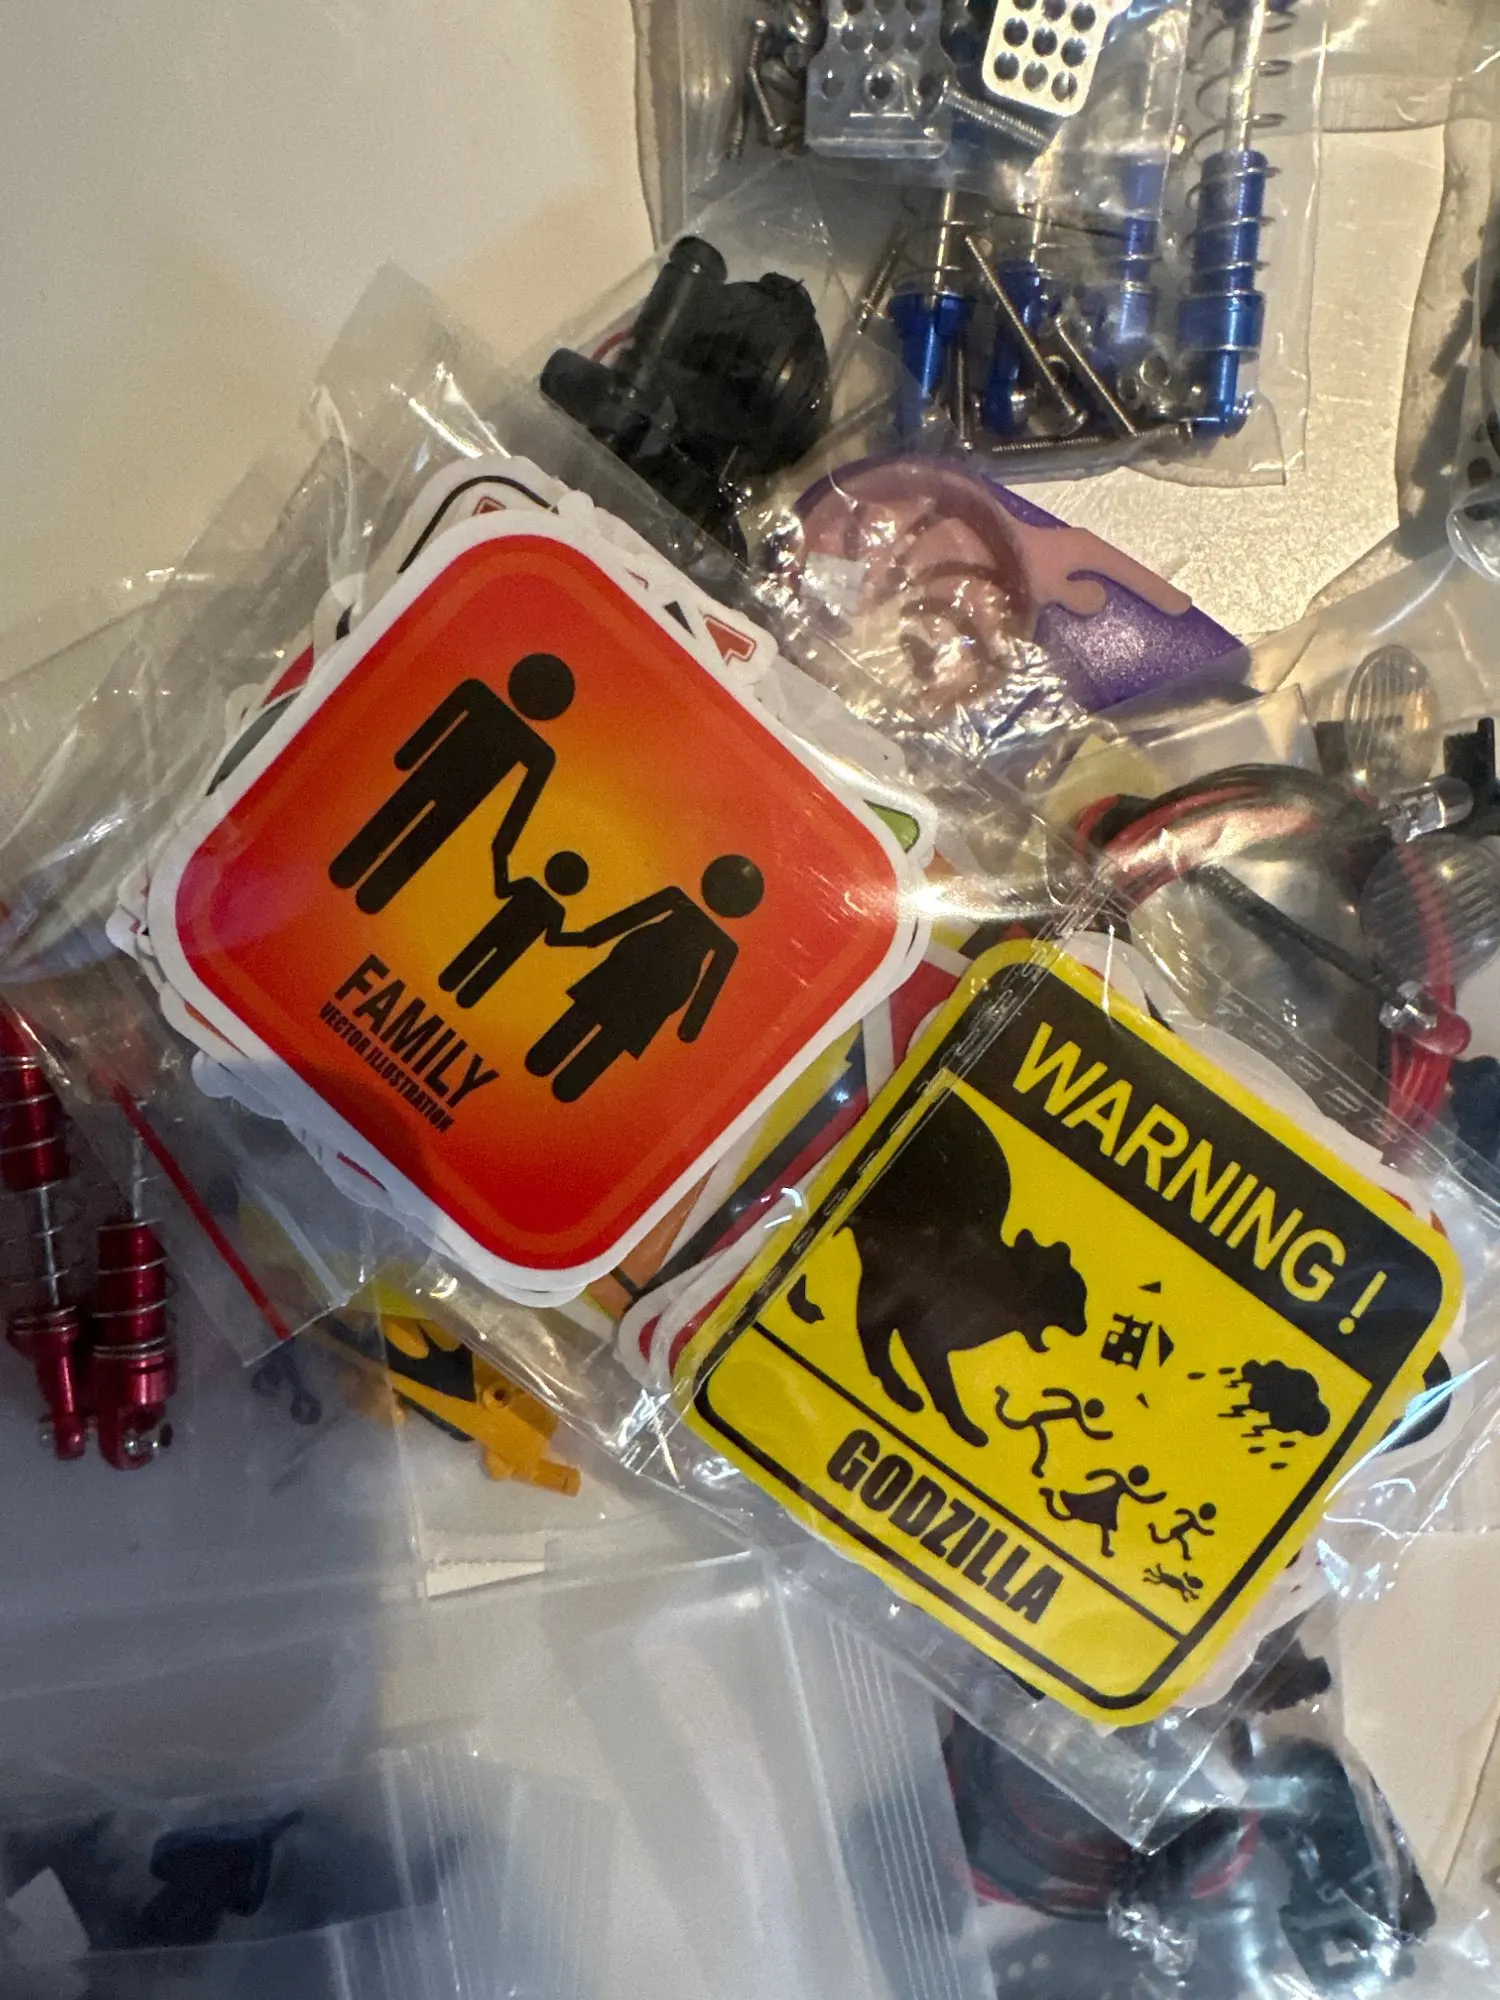 FAMILY
VECTOR ILLUSTRATION
WARNING !
GODZILLA